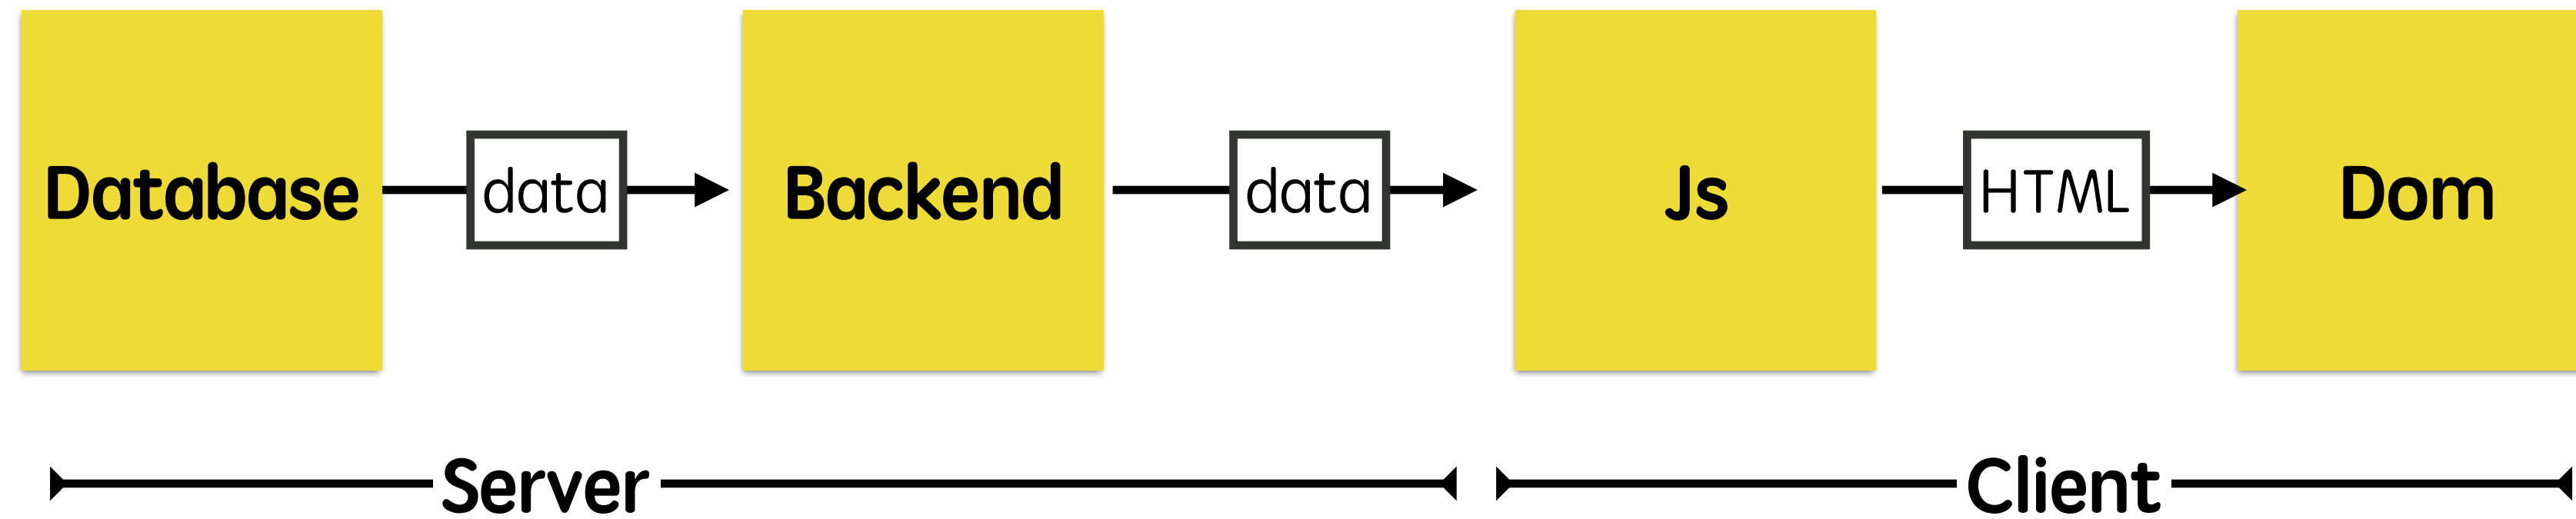 Database
data
Backend
data
Js
HTML
Dom
Server
Client